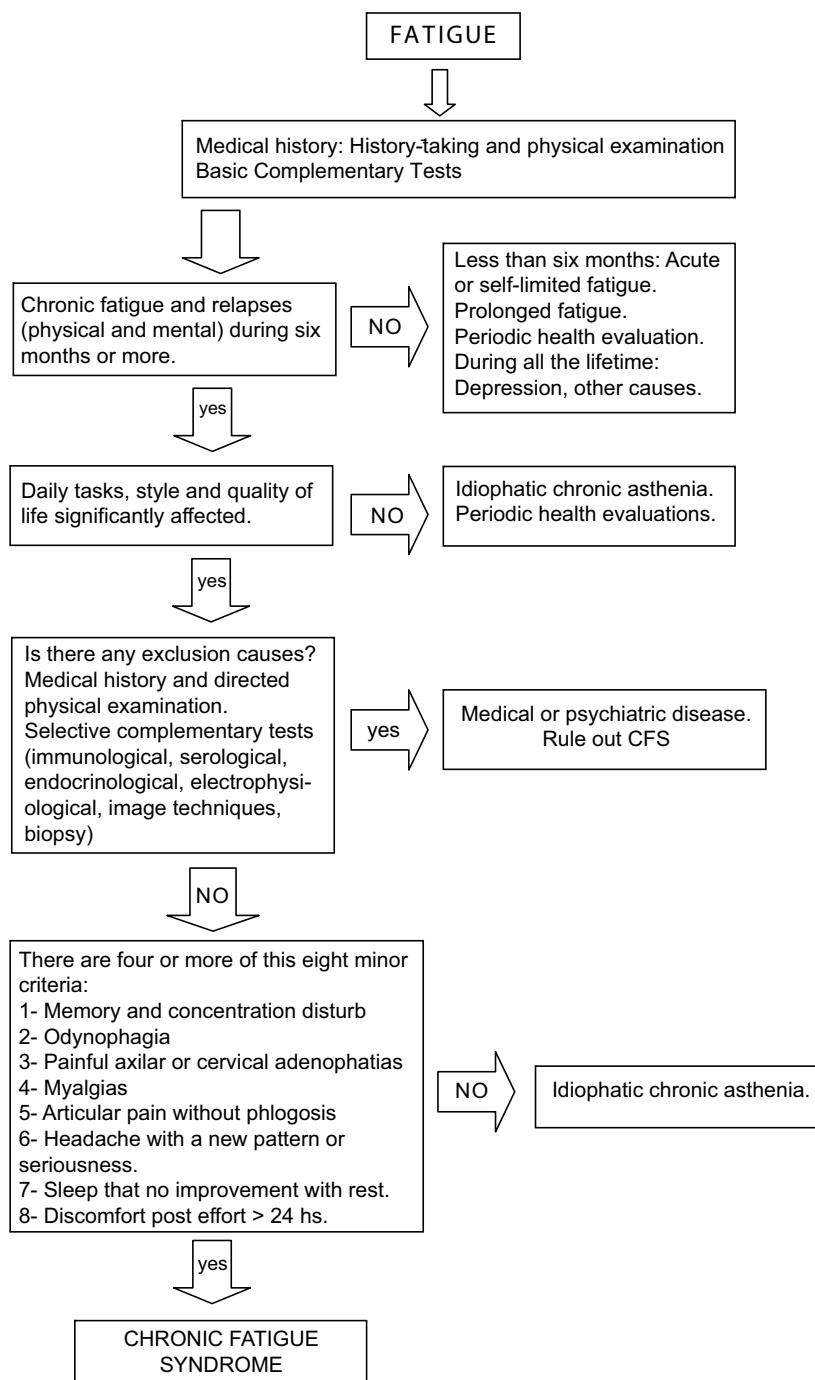 FATIGUE
Medical history: History-taking and physical examination
Basic Complementary Tests
Chronic fatigue and relapses
(physical and mental) during six
months or more.
NO
Less than six months: Acute
or self-limited fatigue.
Prolonged fatigue.
Periodic health evaluation.
During all the lifetime:
Depression, other causes.
yes
Daily tasks, style and quality of
life significantly affected.
NO
Idiophatic chronic asthenia.
Periodic health evaluations.
yes
Is there any exclusion causes?
Medical history and directed
physical examination.
Selective complementary tests
(immunological, serological,
endocrinological, electrophysi-
ological, image techniques,
biopsy)
yes
Medical or psychiatric disease.
Rule out CFS
NO
There are four or more of this eight minor
criteria:
1- Memory and concentration disturb
2- Odynophagia
3- Painful axilar or cervical adenophatias
4- Myalgias
5- Articular pain without phlogosis
6- Headache with a new pattern or
seriousness.
7- Sleep that no improvement with rest.
8- Discomfort post effort > 24 hs.
NO
Idiophatic chronic asthenia.
yes
CHRONIC FATIGUE
SYNDROME